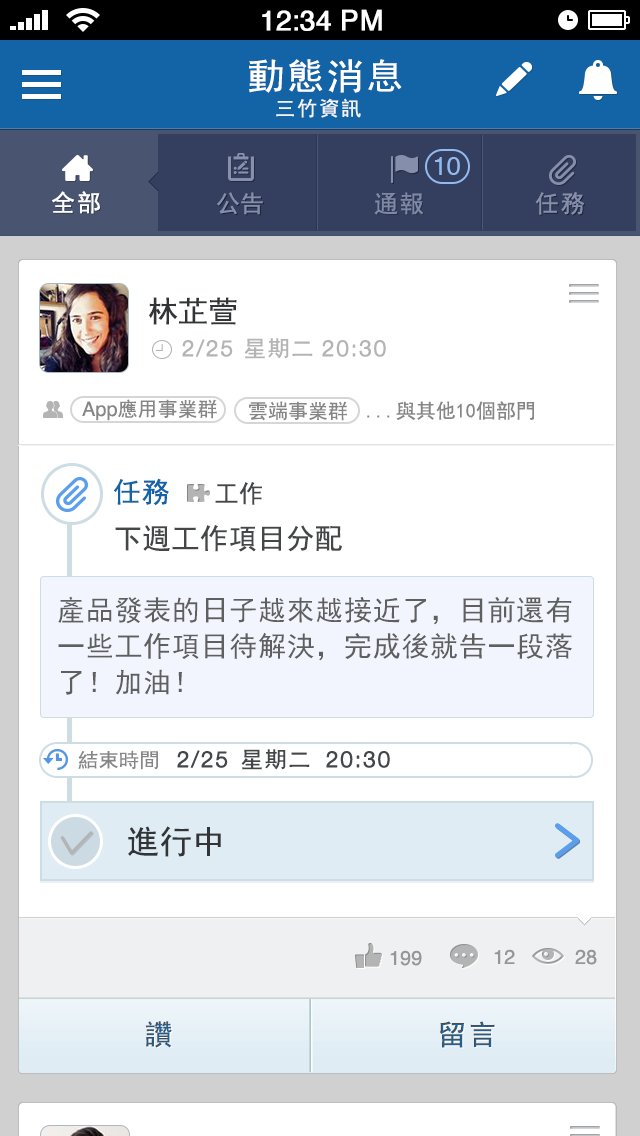 12:34 PM
動態消息
三竹資訊
10
全部 公告 通報 任務
林芷萱
2/25 星期二 20:30
App應用事業群 雲端事業群 ... 與其他10個部門
任務 工作
下週工作項目分配
產品發表的日子越來越接近了，目前還有
一些工作項目待解決，完成後就告一段落
了！加油！
結束時間 2/25 星期二 20:30
進行中
199 12 28
讚 留言